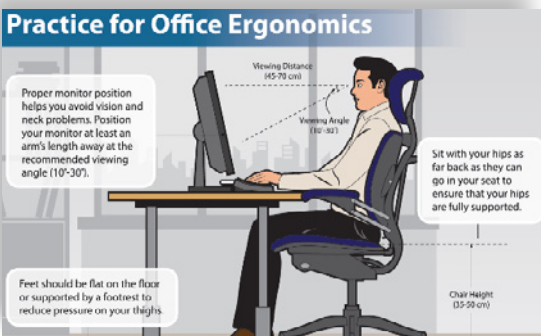 Practice for Office Ergonomics
Viewing Distance
(45-70 cm)
Viewing Angle
(10°-30°)
Proper monitor position
helps you avoid vision and
neck problems. Position
your monitor at least an
arm's length away at the
recommended viewing
angle (10°-30°).
Sit with your hips as
far back as they can
go in your seat to
ensure that your hips
are fully supported.
Feet should be flat on the floor
or supported by a footrest to
reduce pressure on your thighs
Chair Height
(35-50 cm)